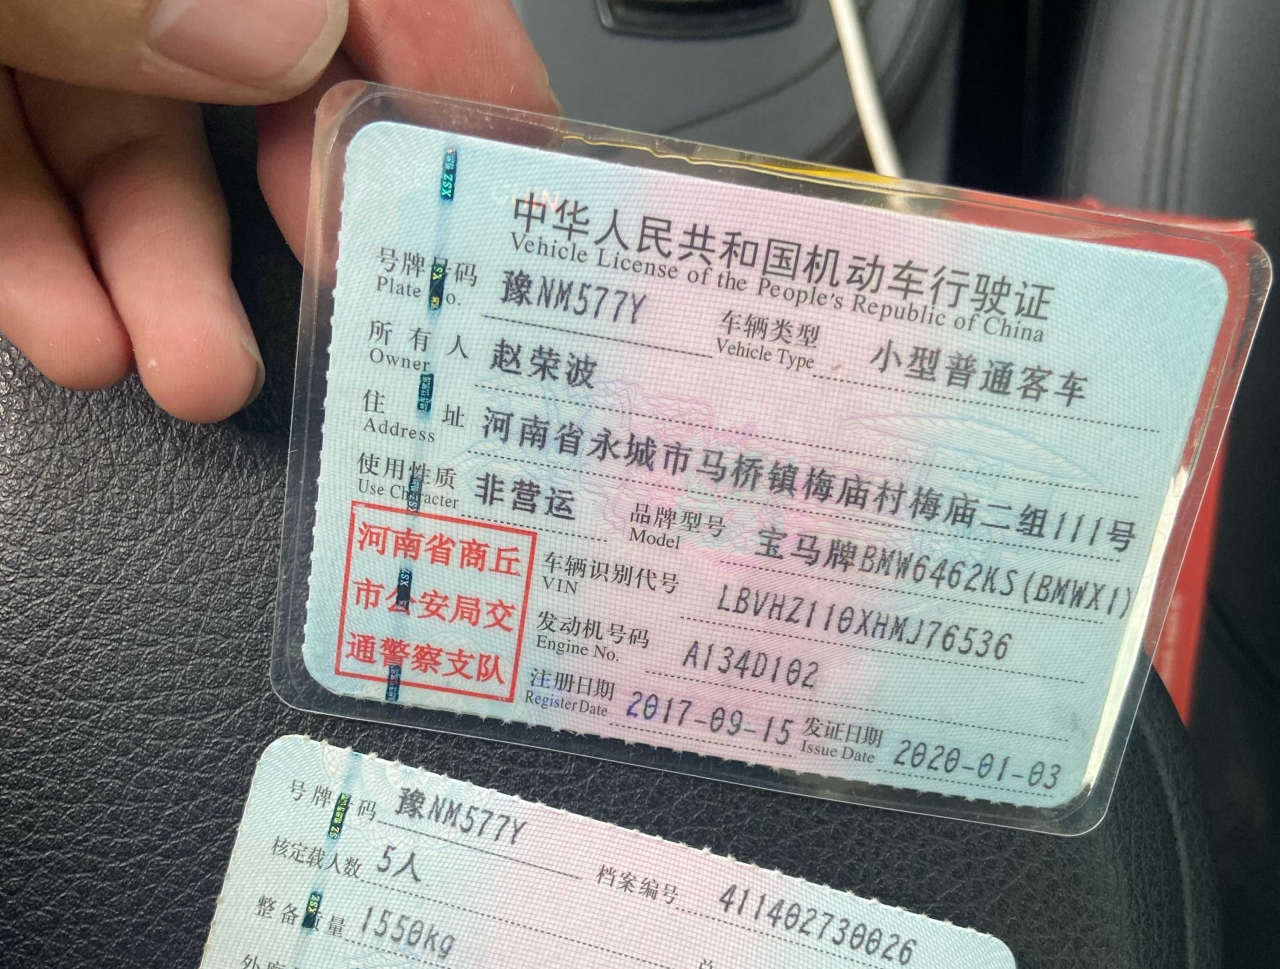 中华人民共和国机动车行驶证
Vehicle License of the People's Republic of China
号牌号码 豫NM577Y 车辆类型 小型普通客车
Plate No. Vehicle Type
所有人 赵荣波
Owner
住址 河南省永城市马桥镇梅庙村梅庙二组111号
Address
使用性质 非营运 品牌型号 宝马牌BMW6462KS(BMWX1)
Use Character Model
河南省商丘
市公安局交
通警察支队
车辆识别代号 LBVHZ110XHMJ76536
VIN
发动机号码 A134D102
Engine No.
注册日期 2017-09-15 发证日期 2020-01-03
Register Date Issue Date
号牌号码 豫NM577Y 档案编号 411402730026
核定载人数 5人
整备质量 1550kg